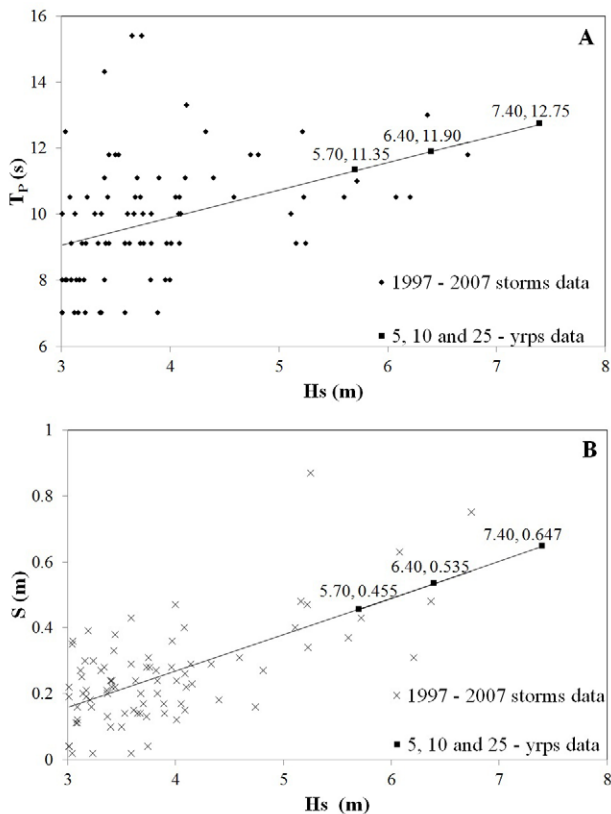 A
16
14
12
10
8
6
T_P (s)
7.40, 12.75
6.40, 11.90
5.70, 11.35
1997 - 2007 storms data
5, 10 and 25 - yrps data
3 4 5 6 7 8
Hs (m)
B
1
0.8
0.6
0.4
0.2
0
S (m)
7.40, 0.647
6.40, 0.535
5.70, 0.455
1997 - 2007 storms data
5, 10 and 25 - yrps data
3 4 5 6 7 8
Hs (m)